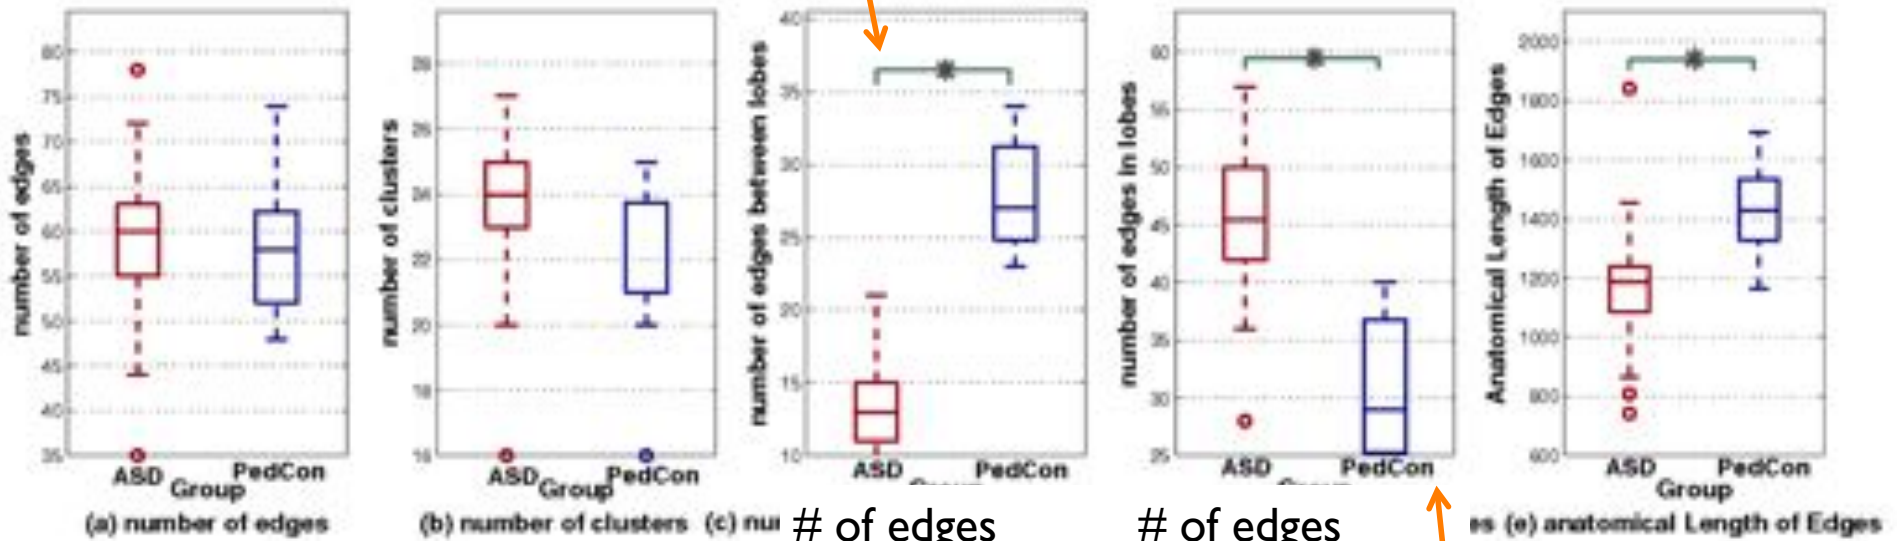 number of edges
80
75
70
65
60
55
50
45
40
35
ASD PedCon
Group
(a) number of edges
number of clusters
28
26
24
22
20
18
16
ASD PedCon
Group
(b) number of clusters
number of edges between lobes
40
35
30
25
20
15
10
ASD PedCon
(c)
# of edges
number of edges in lobes
60
55
50
45
40
35
30
25
ASD PedCon
# of edges
Anatomical Length of Edges
2000
1800
1600
1400
1200
1000
800
600
ASD PedCon
Group
(e) anatomical Length of Edges